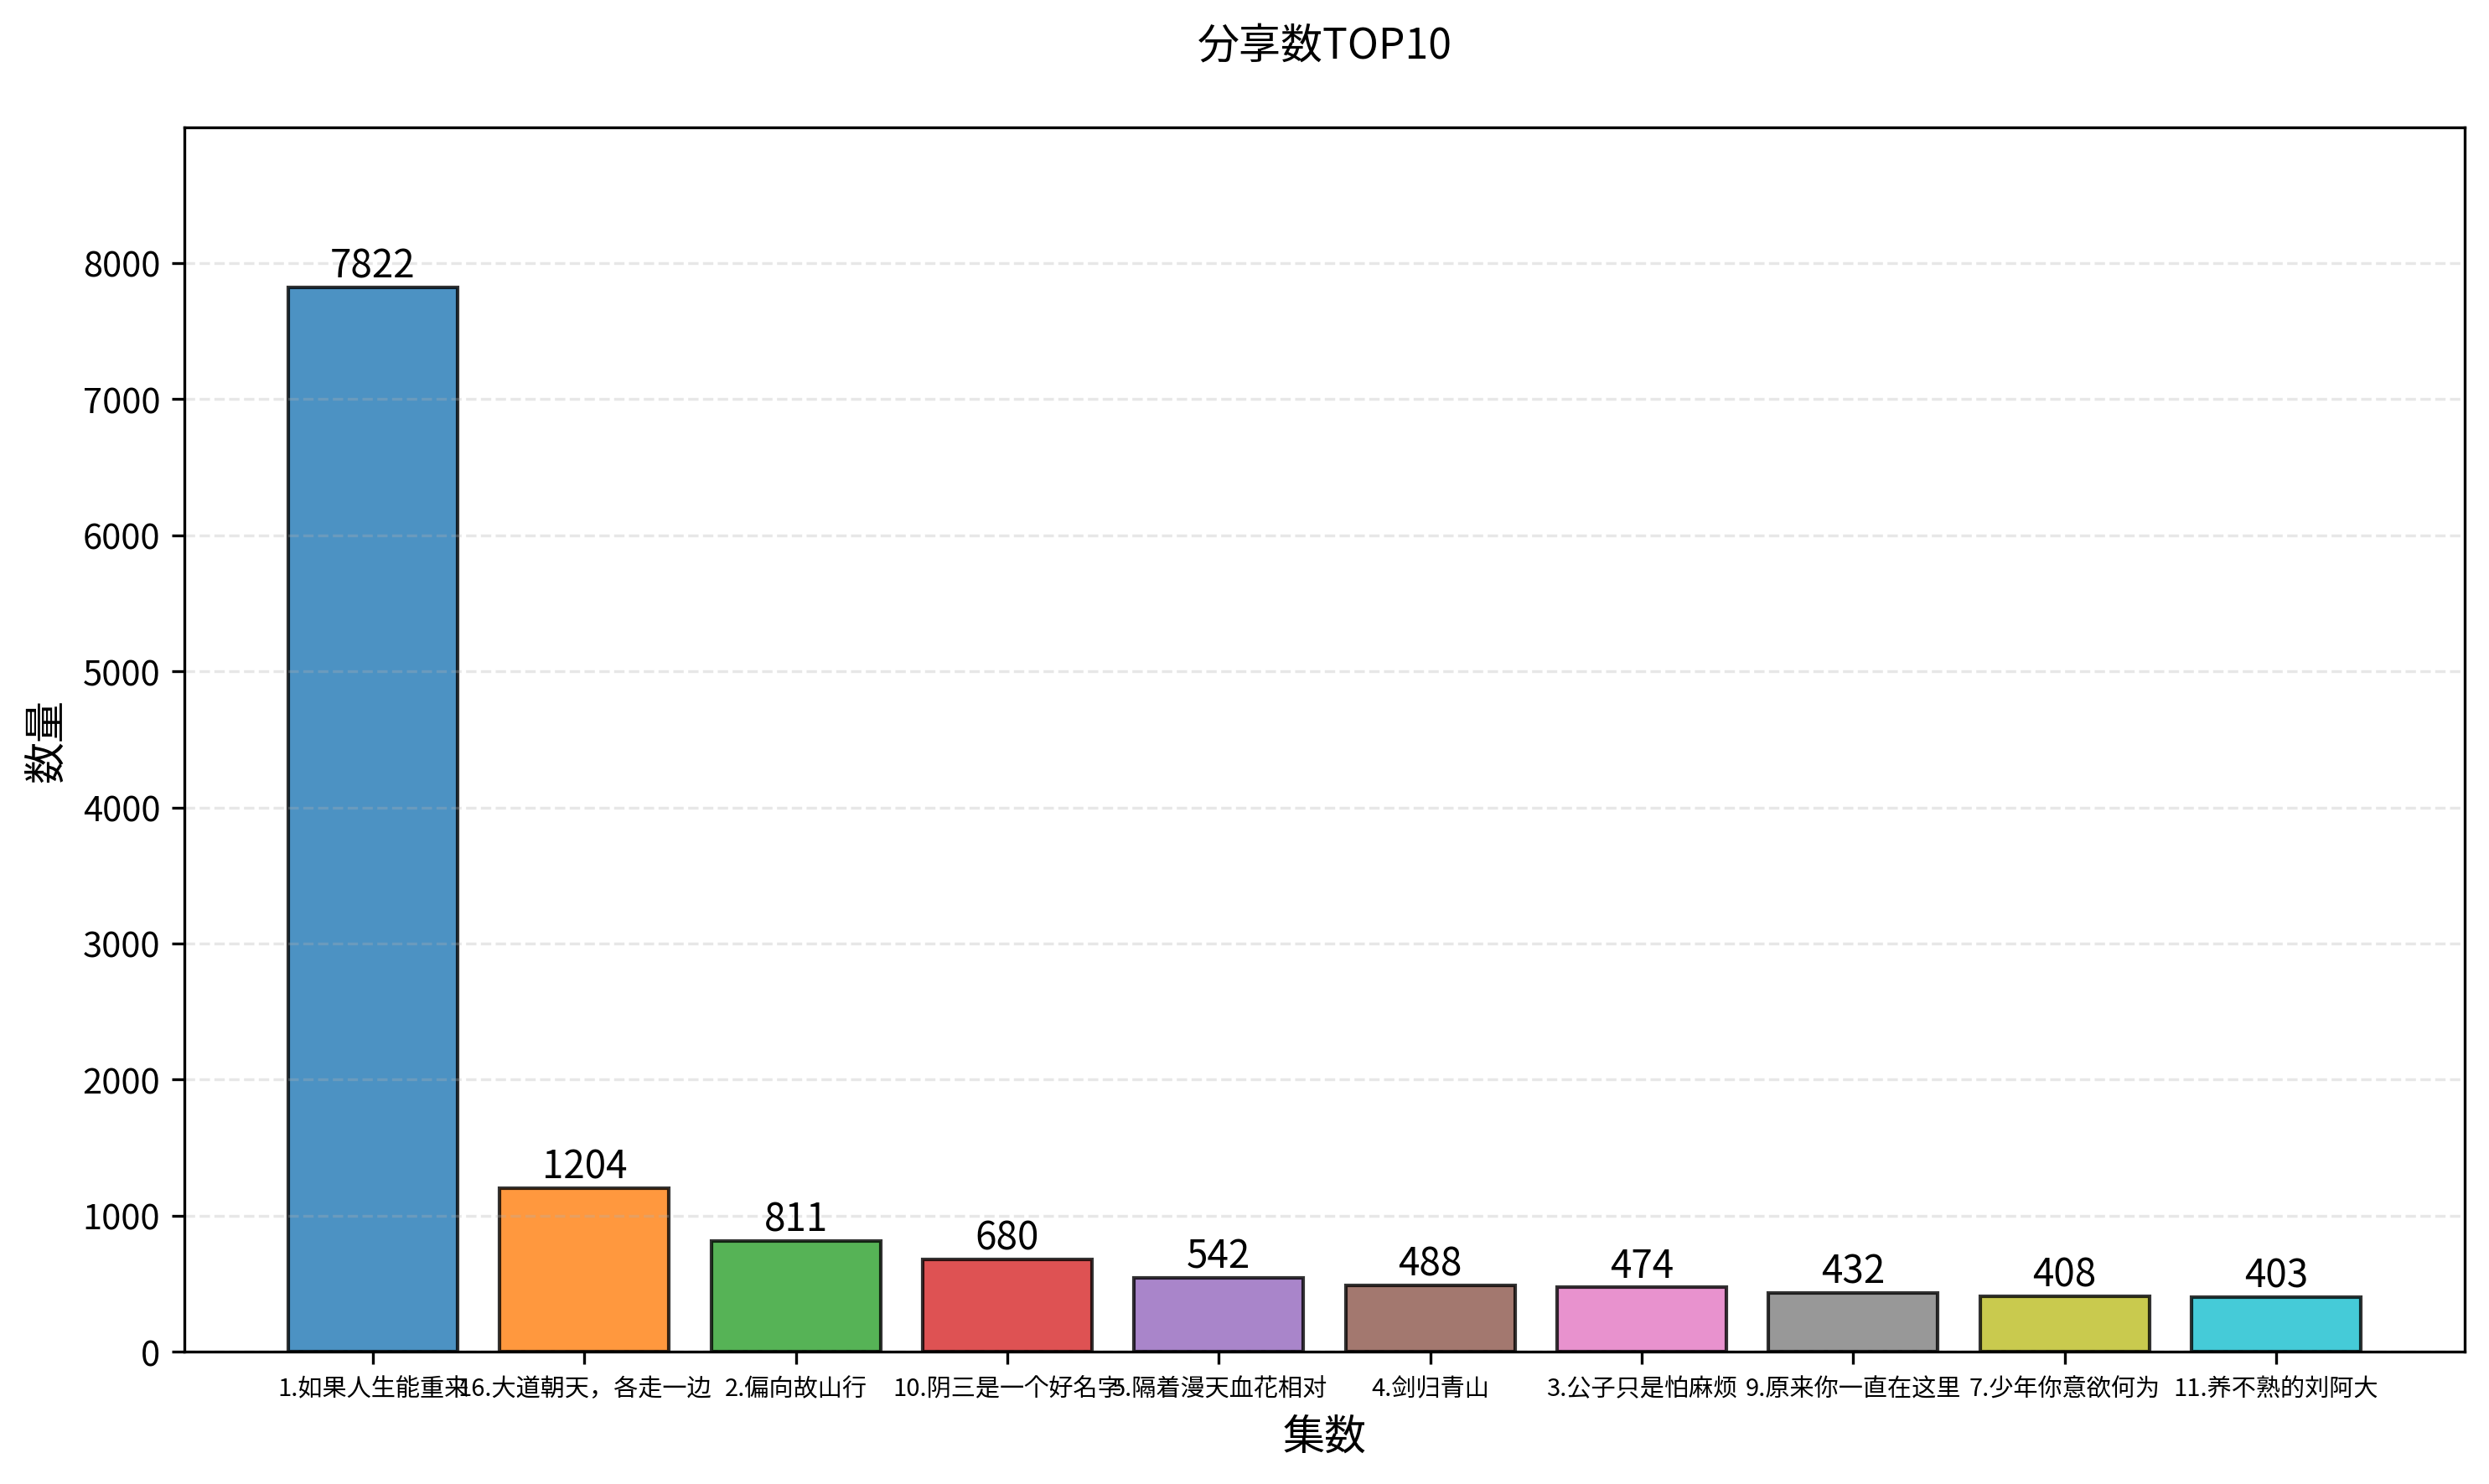 分享数TOP10
数量
8000
7000
6000
5000
4000
3000
2000
1000
0
7822
1204
811
680
542
488
474
432
408
403
1.如果人生能重来
16.大道朝天，各走一边
2.偏向故山行
10.阴三是一个好名字
5.隔着漫天血花相对
4.剑归青山
3.公子只是怕麻烦
9.原来你一直在这里
7.少年你意欲何为
11.养不熟的刘阿大
集数